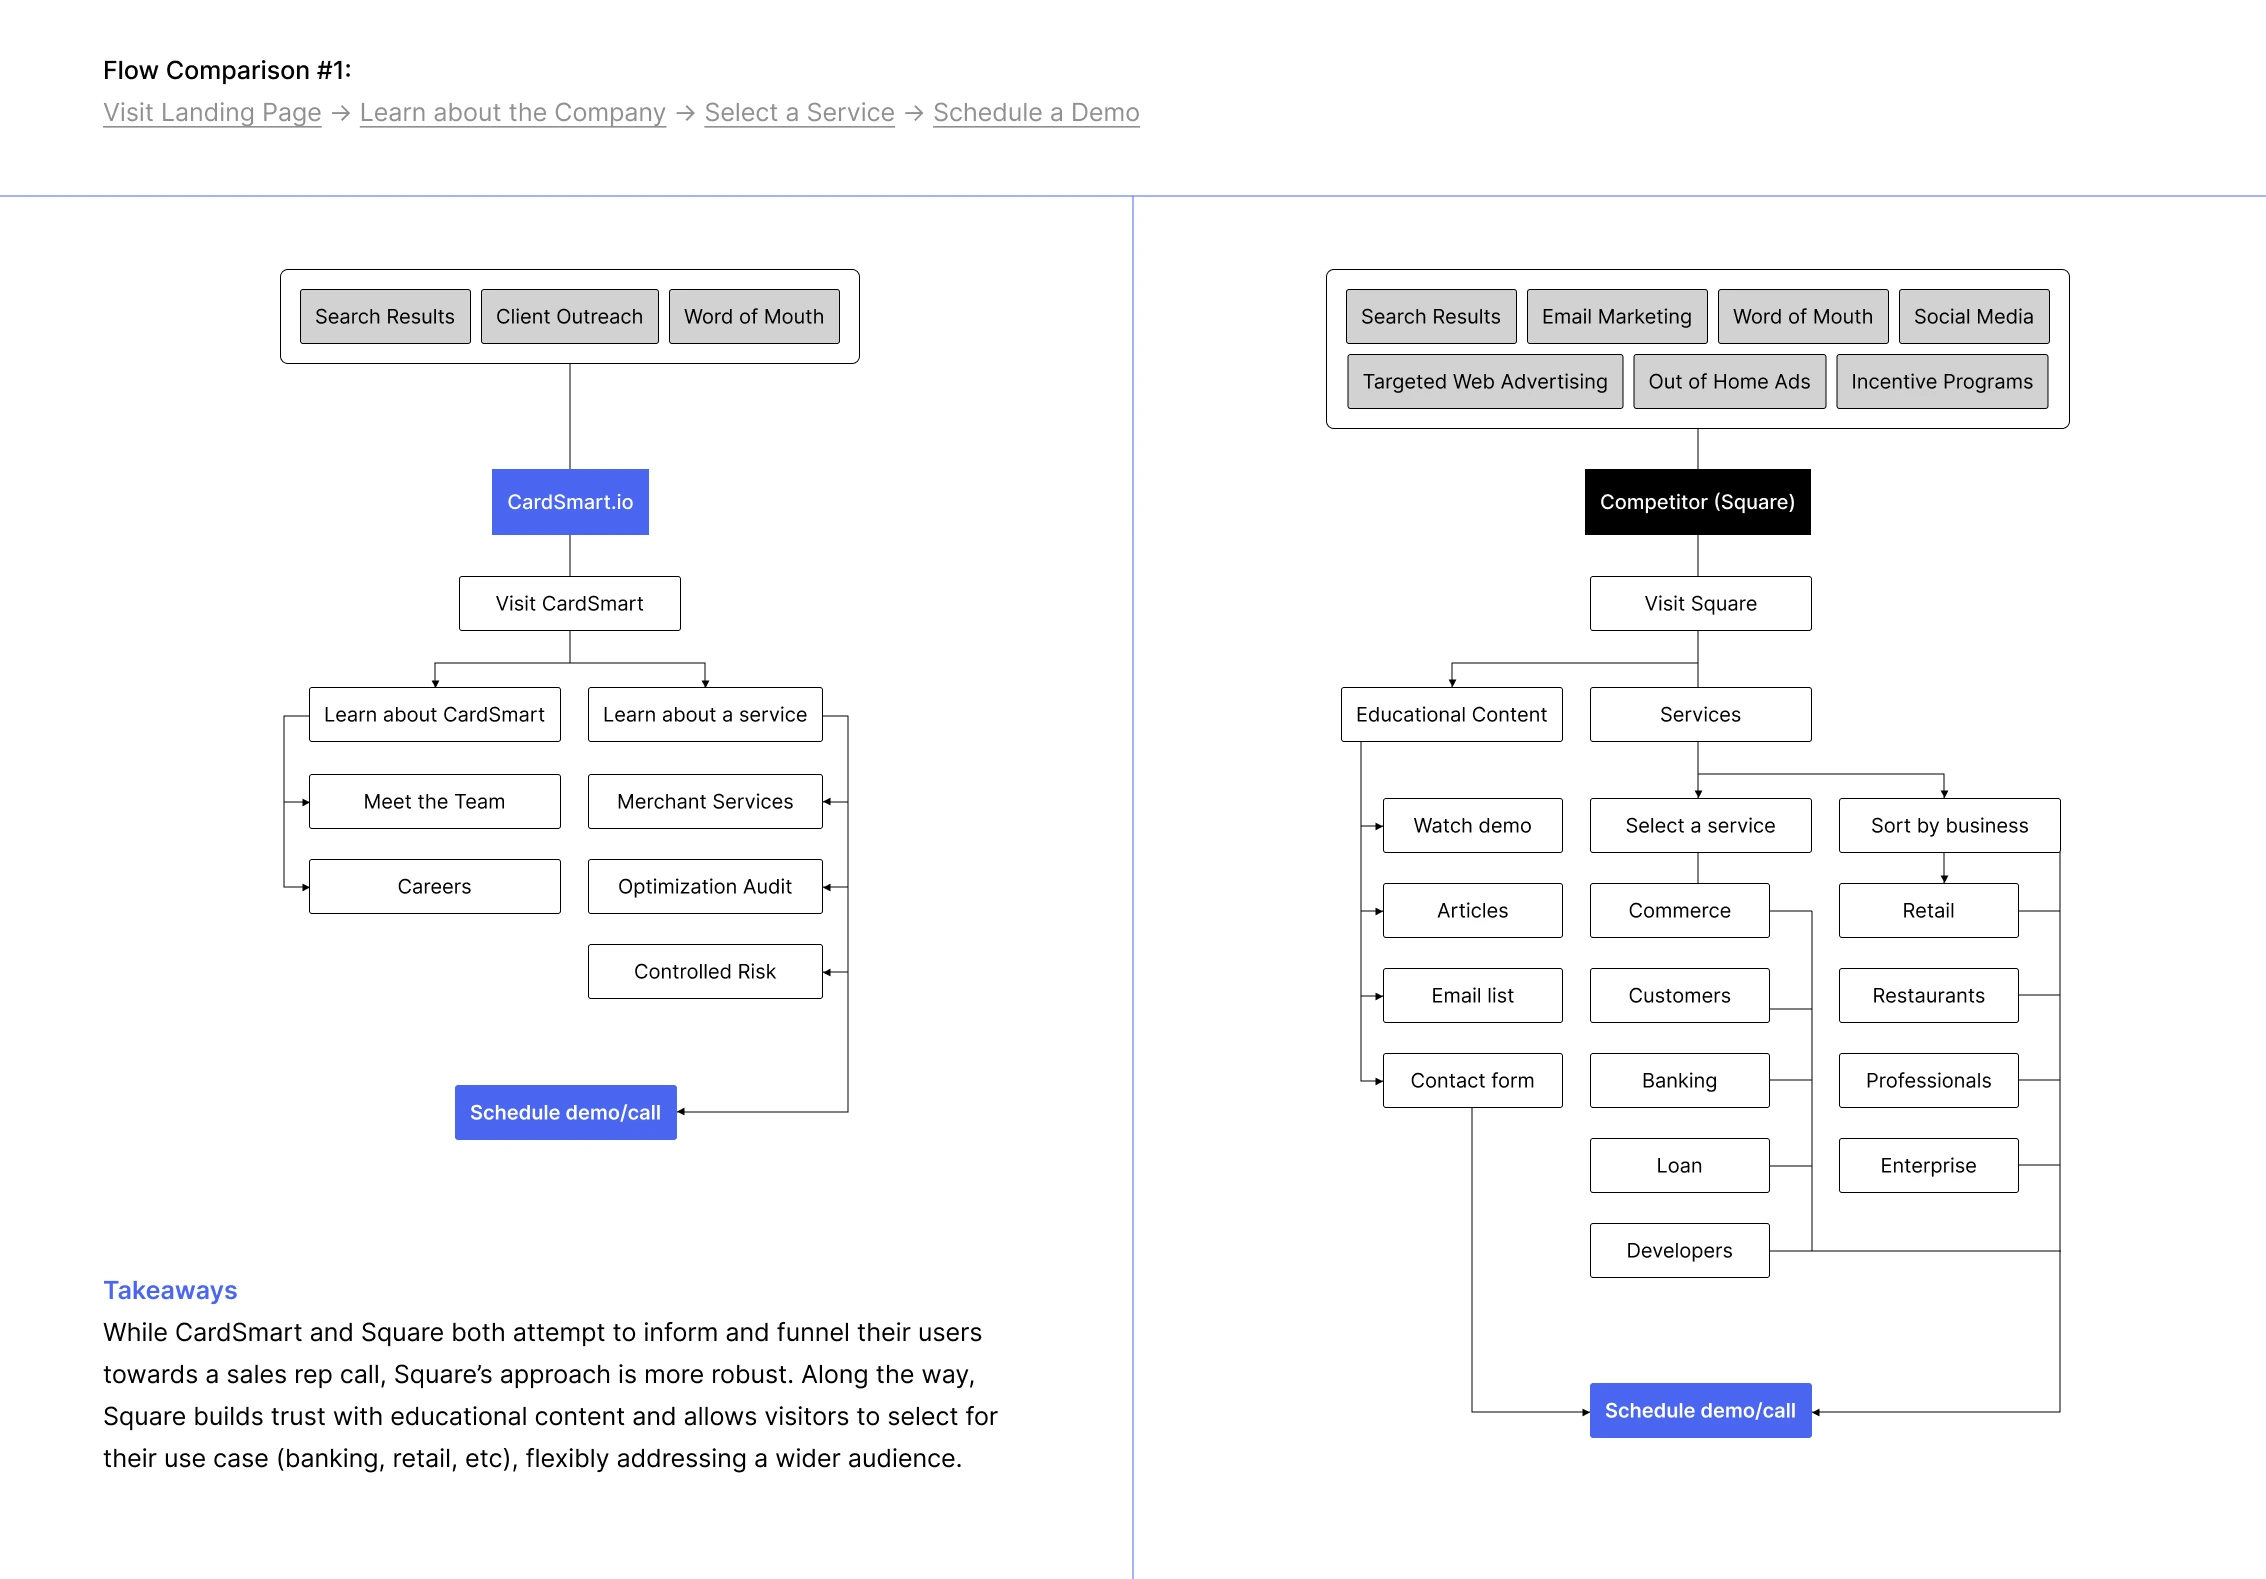 Flow Comparison #1:
Visit Landing Page → Learn about the Company → Select a Service → Schedule a Demo
Search Results
Client Outreach
Word of Mouth
CardSmart.io
Visit CardSmart
Learn about CardSmart
Learn about a service
Meet the Team
Merchant Services
Careers
Optimization Audit
Controlled Risk
Schedule demo/call
Takeaways
While CardSmart and Square both attempt to inform and funnel their users
towards a sales rep call, Square’s approach is more robust. Along the way,
Square builds trust with educational content and allows visitors to select for
their use case (banking, retail, etc), flexibly addressing a wider audience.
Search Results
Email Marketing
Word of Mouth
Social Media
Targeted Web Advertising
Out of Home Ads
Incentive Programs
Competitor (Square)
Visit Square
Educational Content
Services
Watch demo
Select a service
Sort by business
Articles
Commerce
Retail
Email list
Customers
Restaurants
Contact form
Banking
Professionals
Loan
Enterprise
Developers
Schedule demo/call